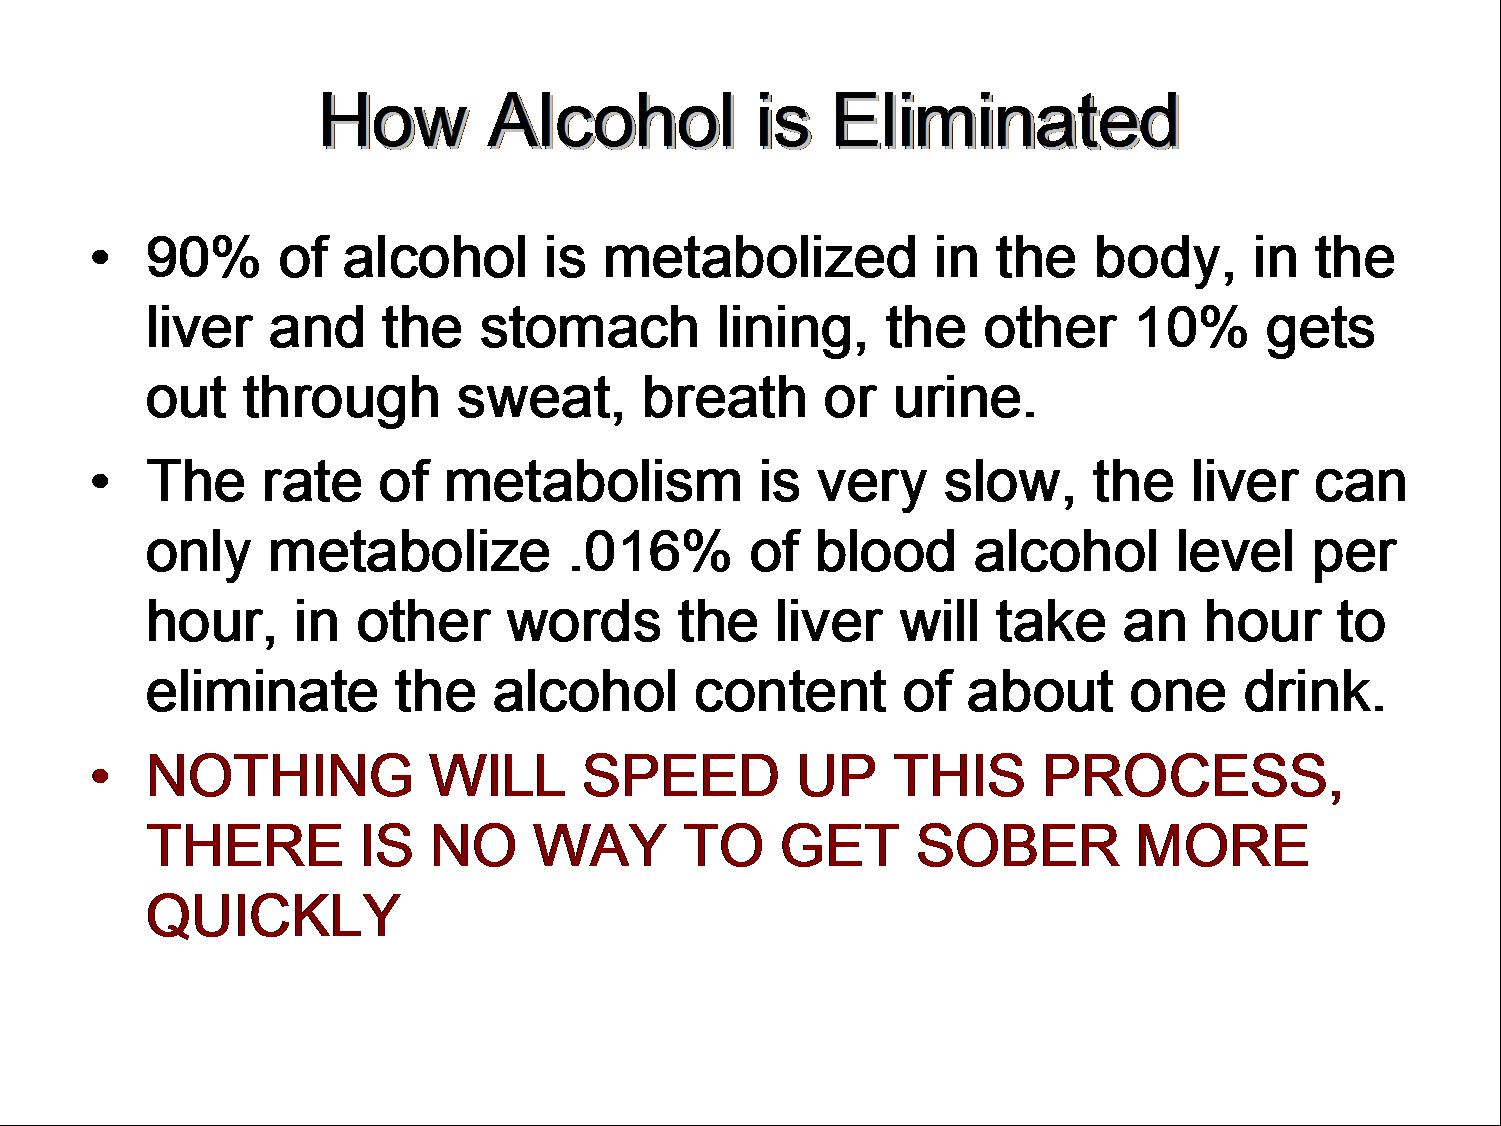 How Alcohol is Eliminated
• 90% of alcohol is metabolized in the body, in the
liver and the stomach lining, the other 10% gets
out through sweat, breath or urine.
• The rate of metabolism is very slow, the liver can
only metabolize .016% of blood alcohol level per
hour, in other words the liver will take an hour to
eliminate the alcohol content of about one drink.
• NOTHING WILL SPEED UP THIS PROCESS,
THERE IS NO WAY TO GET SOBER MORE
QUICKLY